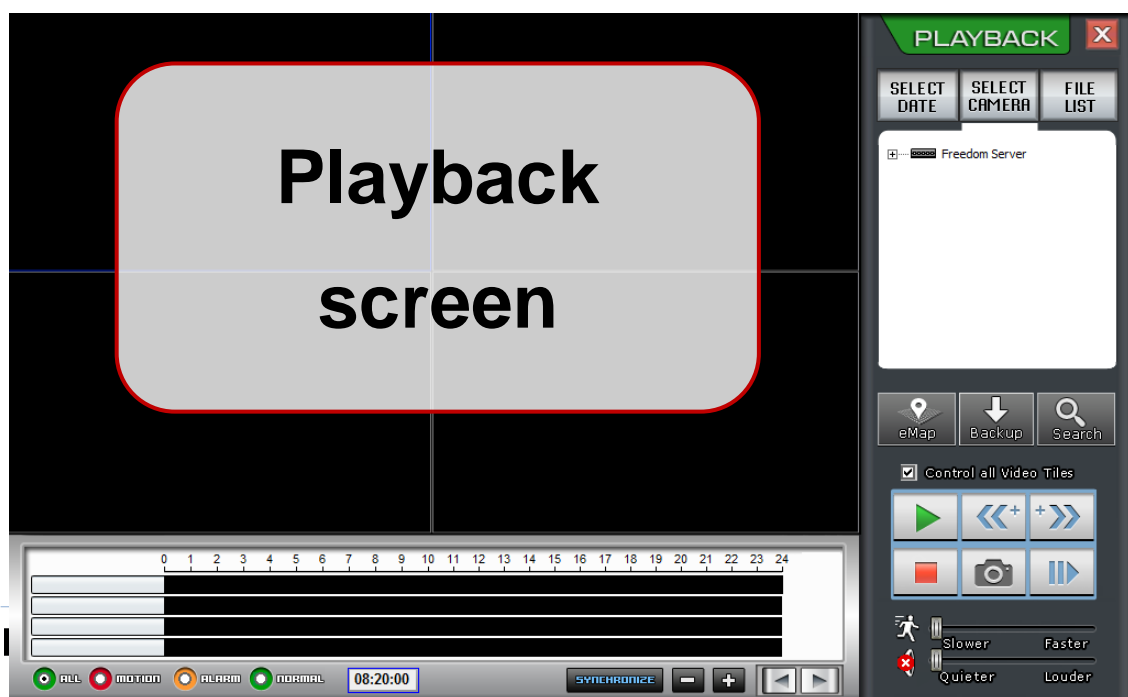 PLAYBACK
X
SELECT DATE
SELECT CAMERA
FILE LIST
Freedom Server
Playback
screen
eMap
Backup
Search
Control all Video Tiles
0 1 2 3 4 5 6 7 8 9 10 11 12 13 14 15 16 17 18 19 20 21 22 23 24
Slower Faster
Quieter Louder
ALL MOTION ALARM NORMAL 08:20:00 SYNCHRONIZE